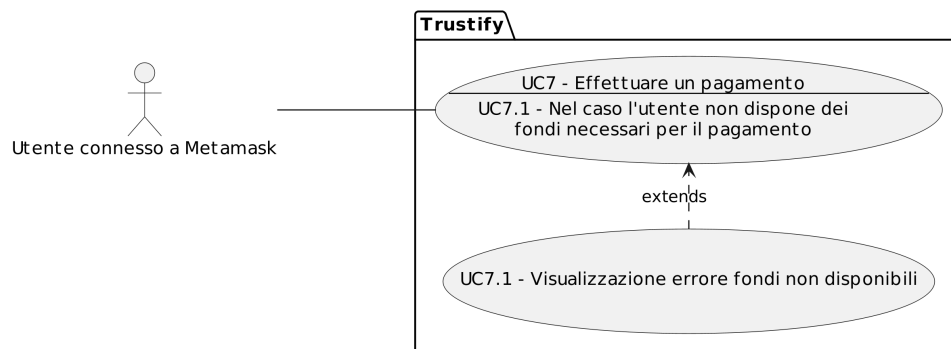 Trustify
UC7 - Effettuare un pagamento
UC7.1 - Nel caso l'utente non dispone dei
fondi necessari per il pagamento
Utente connesso a Metamask
extends
UC7.1 - Visualizzazione errore fondi non disponibili